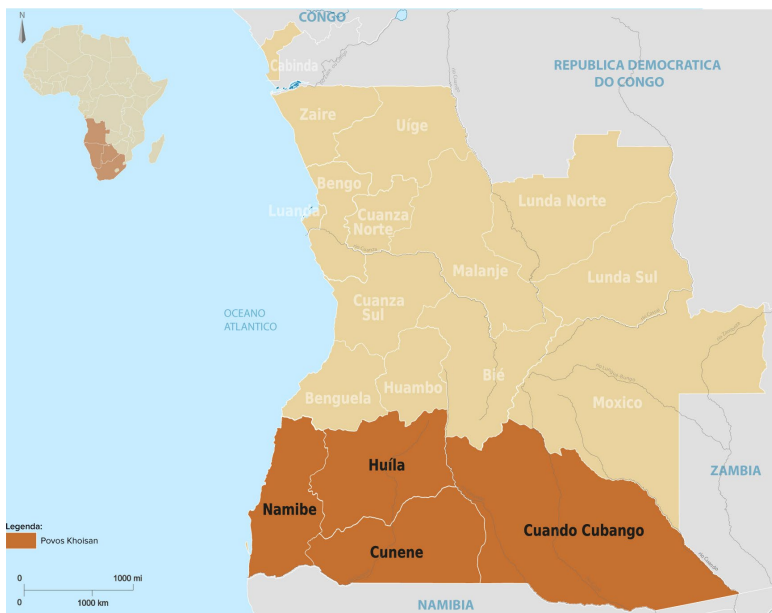 N
CONGO
Cabinda
REPUBLICA DEMOCRATICA
DO CONGO
Zaire
Uíge
Bengo
Luanda
Cuanza
Norte
Lunda Norte
Malanje
Lunda Sul
Cuanza
Sul
OCEANO
ATLANTICO
Benguela
Huambo
Bié
Moxico
ZAMBIA
Huíla
Namibe
Cuando Cubango
Cunene
Legenda:
Povos Khoisan
0 1000 mi
0 1000 km
NAMIBIA